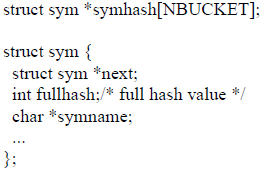 struct sym *symhash[NBUCKET];
struct sym {
struct sym *next;
int fullhash;/* full hash value */
char *symname;
...
};